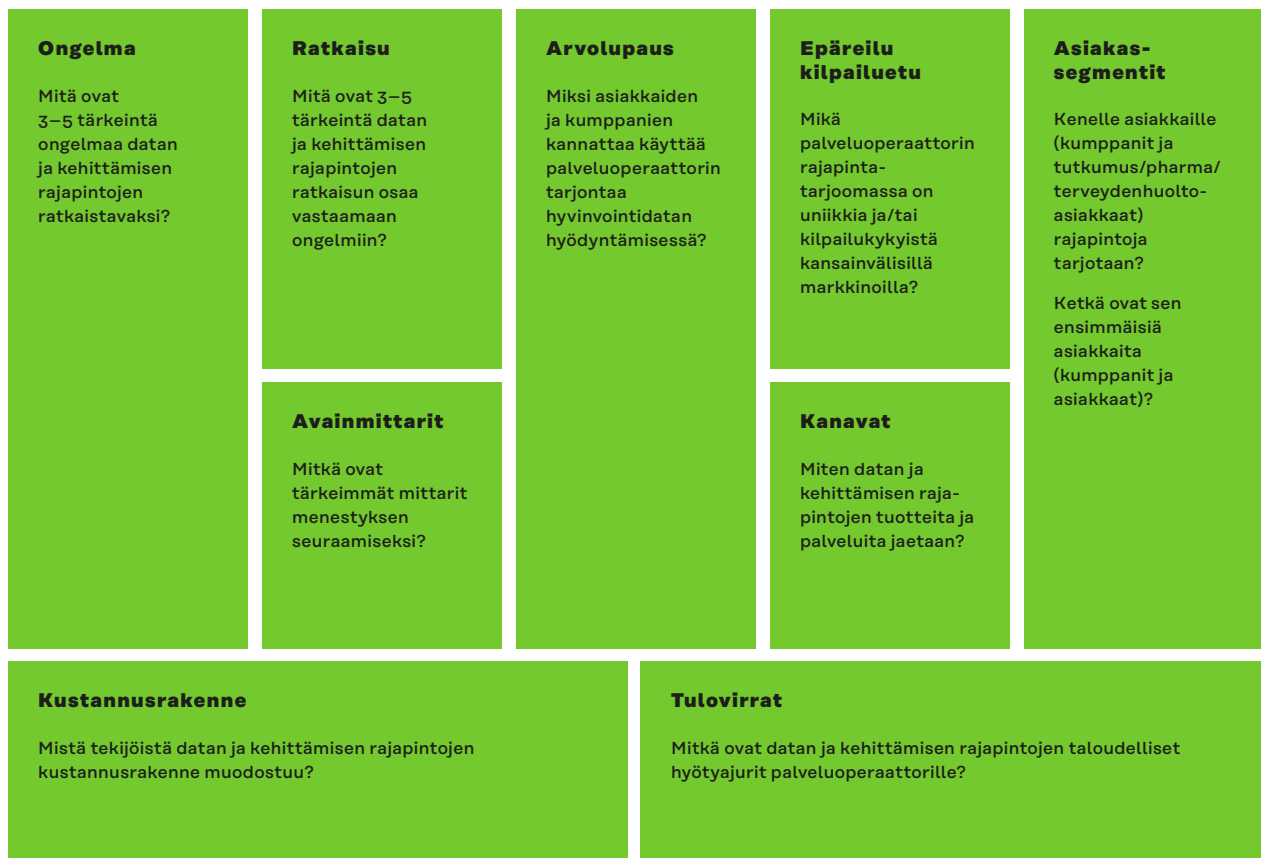 Ongelma
Mitä ovat
3–5 tärkeintä
ongelmaa datan
ja kehittämisen
rajapintojen
ratkaistavaksi?
Ratkaisu
Mitä ovat 3–5
tärkeintä datan
ja kehittämisen
rajapintojen
ratkaisun osaa
vastaamaan
ongelmiin?
Avainmittarit
Mitkä ovat
tärkeimmät mittarit
menestyksen
seuraamiseksi?
Arvolupaus
Miksi asiakkaiden
ja kumppanien
kannattaa käyttää
palveluoperaattorin
tarjontaa
hyvinvointidatan
hyödyntämisessä?
Epäreilu
kilpailuetu
Mikä
palveluoperaattorin
rajapinta-
tarjoomassa on
uniikkia ja/tai
kilpailukykyistä
kansainvälisillä
markkinoilla?
Kanavat
Miten datan ja
kehittämisen raja-
pintojen tuotteita ja
palveluita jaetaan?
Asiakas-
segmentit
Kenelle asiakkaille
(kumppanit ja
tutkumus/pharma/
terveydenhuolto-
asiakkaat)
rajapintoja
tarjotaan?
Ketkä ovat sen
ensimmäisiä
asiakkaita
(kumppanit ja
asiakkaat)?
Kustannusrakenne
Mistä tekijöistä datan ja kehittämisen rajapintojen
kustannusrakenne muodostuu?
Tulovirrat
Mitkä ovat datan ja kehittämisen rajapintojen taloudelliset
hyötyajurit palveluoperaattorille?